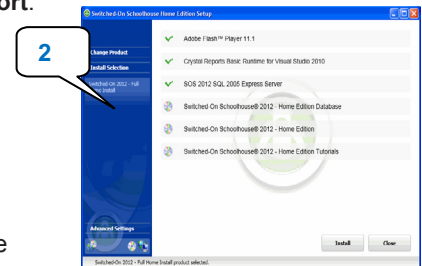 ort.
Switched-On Schoolhouse Home Edition Setup
2
Change Product
Install Selection
Switched-On 2012 - Full
Install
Adobe Flash™ Player 11.1
Crystal Reports Basic Runtime for Visual Studio 2010
SOS 2012 SQL 2005 Express Server
Switched-On Schoolhouse® 2012 - Home Edition Database
Switched-On Schoolhouse® 2012 - Home Edition
Switched-On Schoolhouse® 2012 - Home Edition Tutorials
Advanced Settings
e
Install Close
Switched-On 2012 - Full Home Install product selected.